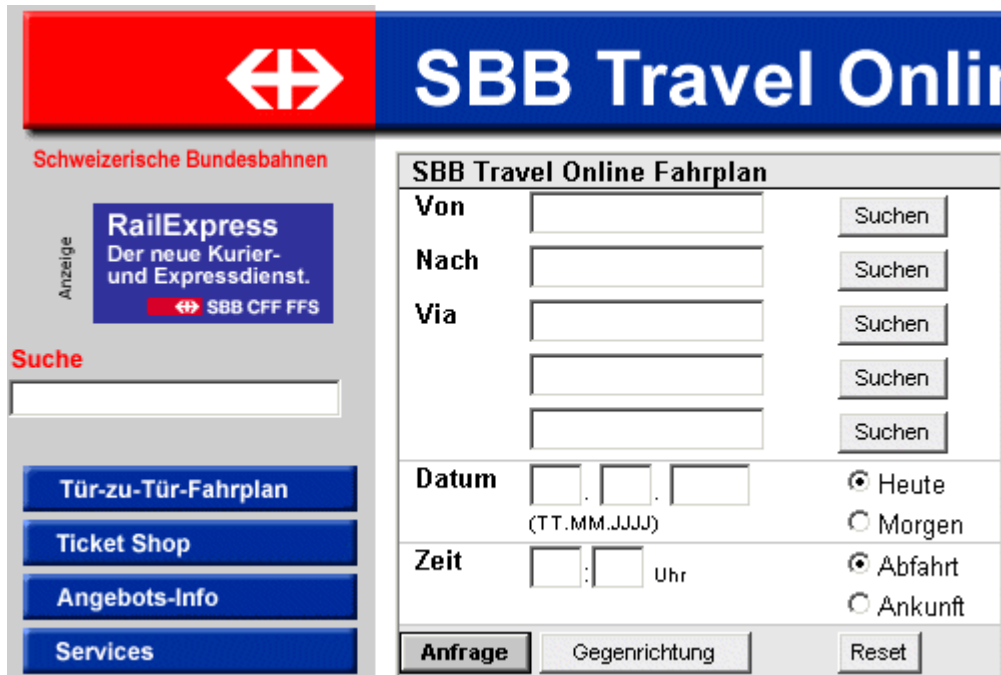 SBB Travel Onli
Schweizerische Bundesbahnen
Anzeige
RailExpress
Der neue Kurier-
und Expressdienst.
SBB CFF FFS
Suche
Tür-zu-Tür-Fahrplan
Ticket Shop
Angebots-Info
Services
SBB Travel Online Fahrplan
Von Suchen
Nach Suchen
Via Suchen
Suchen
Suchen
Datum . . Heute
(TT.MM.JJJJ) Morgen
Zeit : Uhr Abfahrt
Ankunft
Anfrage Gegenrichtung Reset